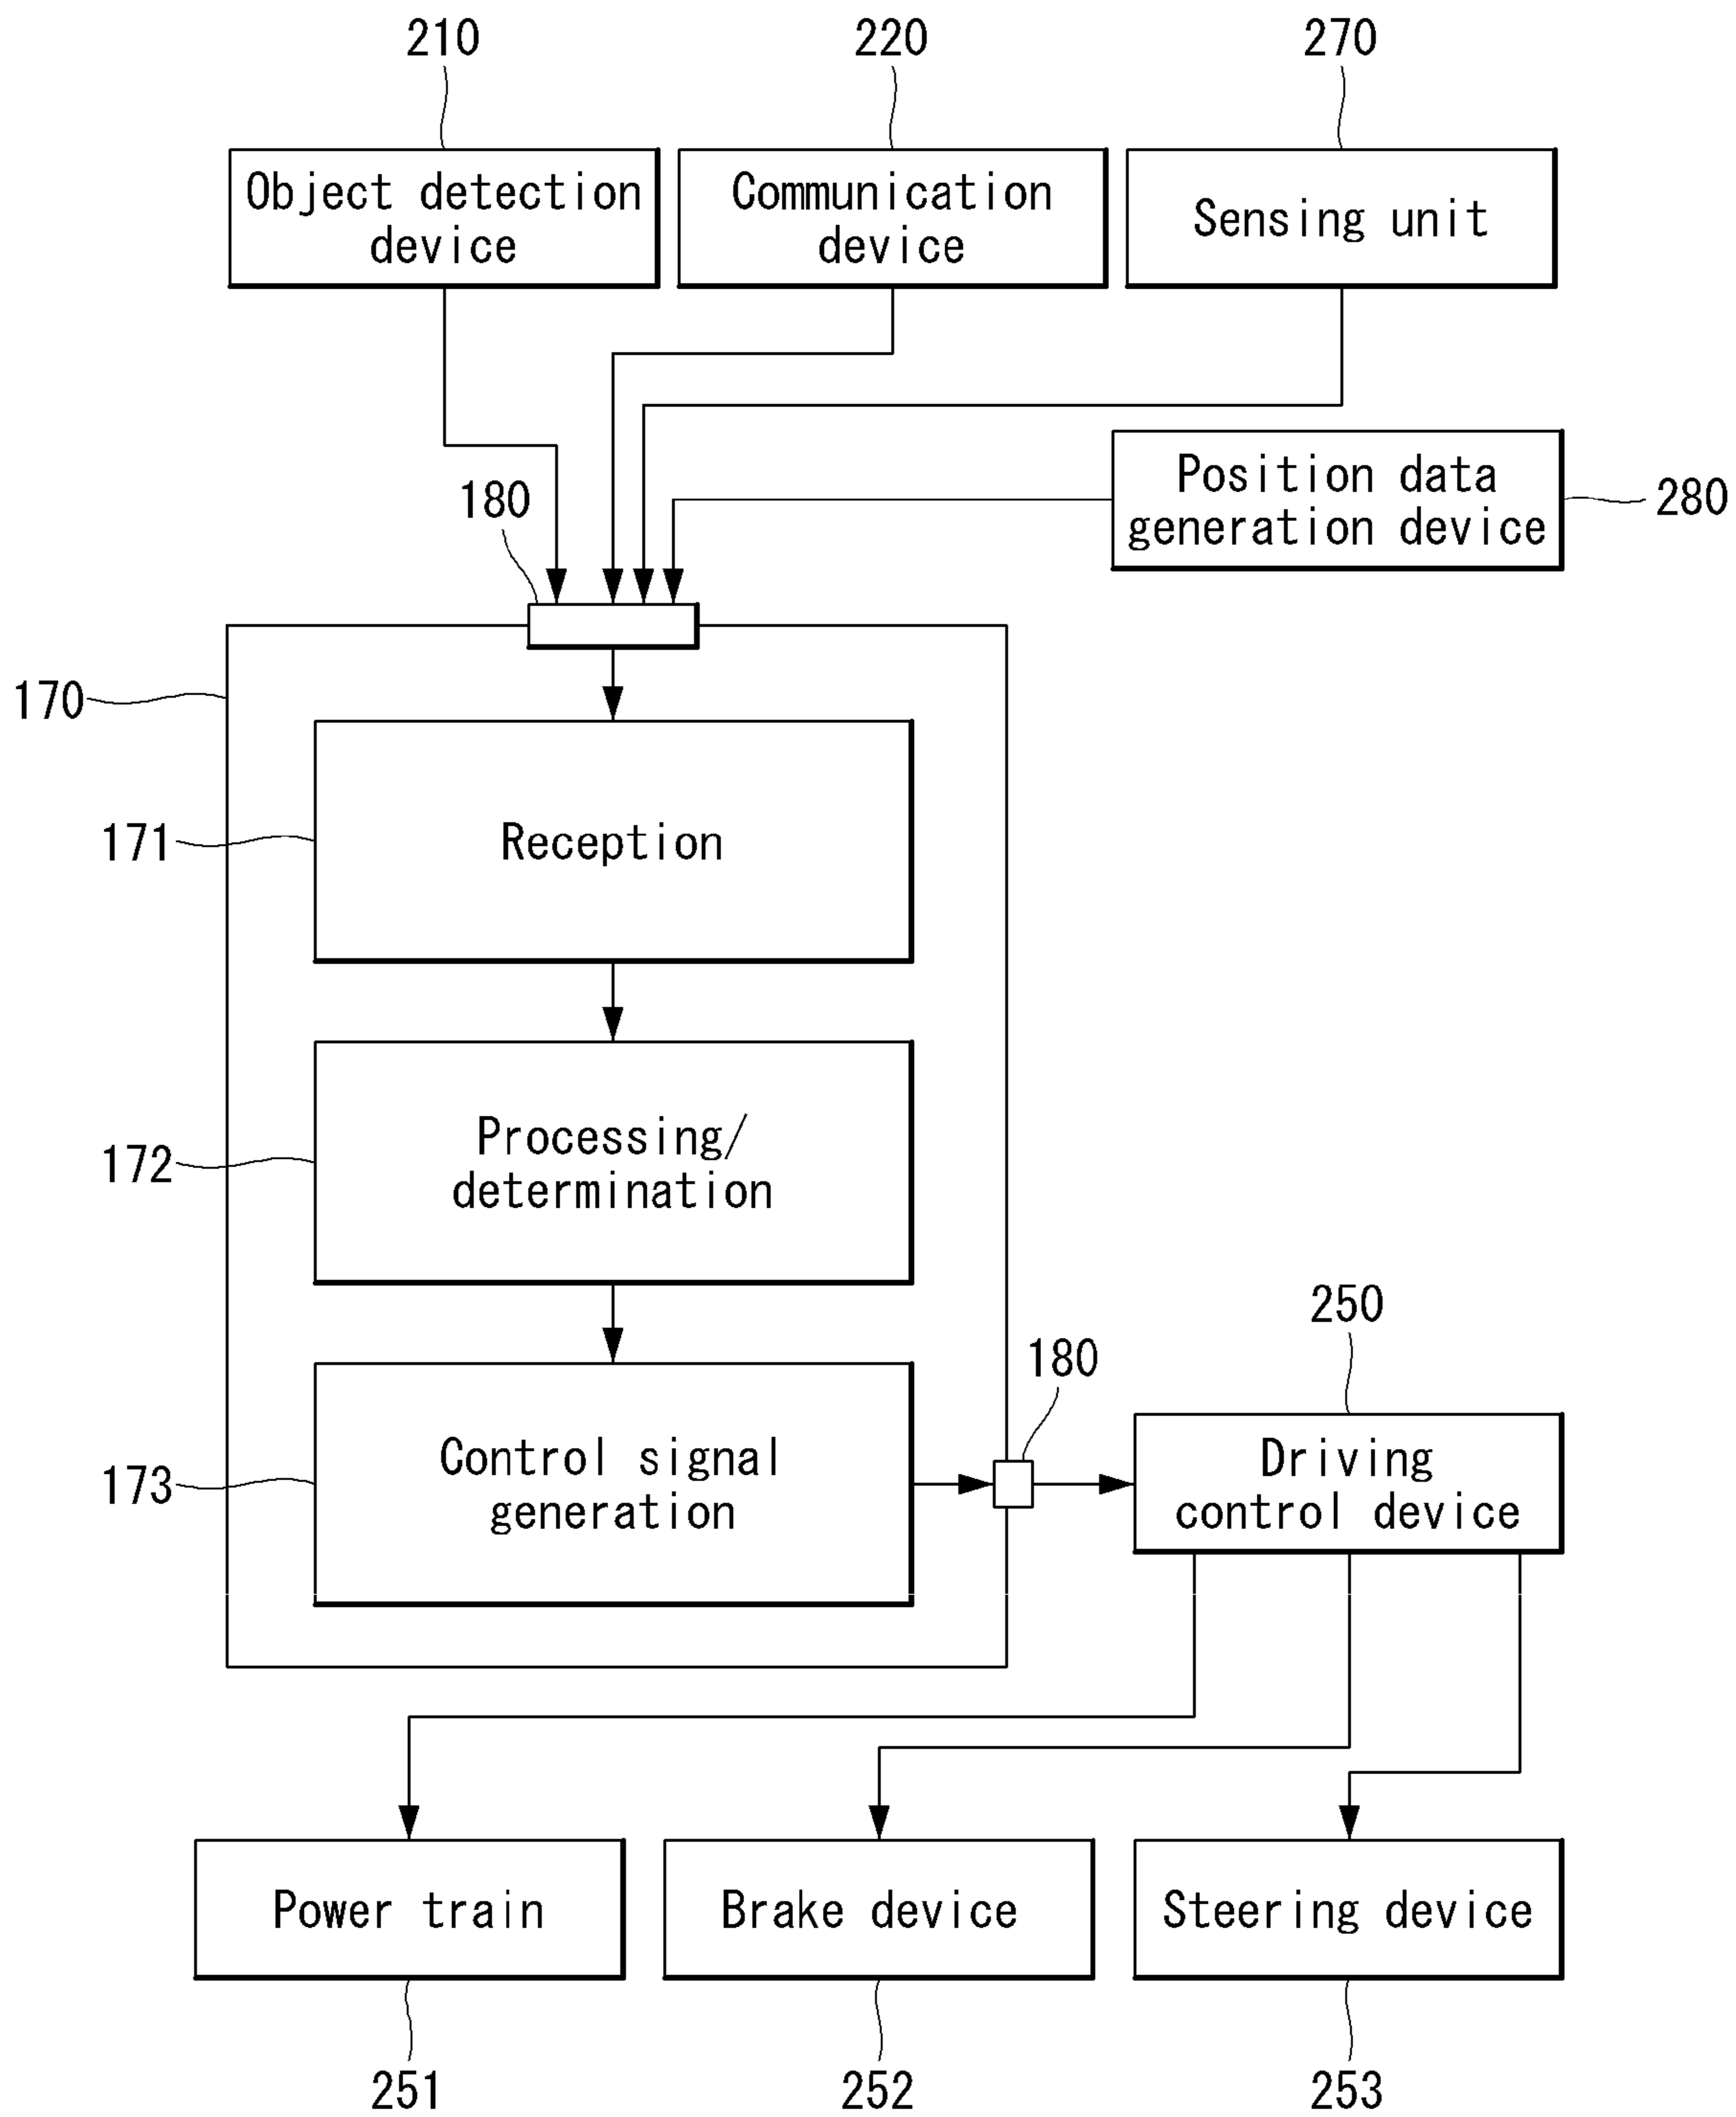 210
220
270
Object detection
device
Communication
device
Sensing unit
Position data
generation device
280
180
170
171
Reception
172
Processing/
determination
250
180
173
Control signal
generation
Driving
control device
Power train
Brake device
Steering device
251
252
253